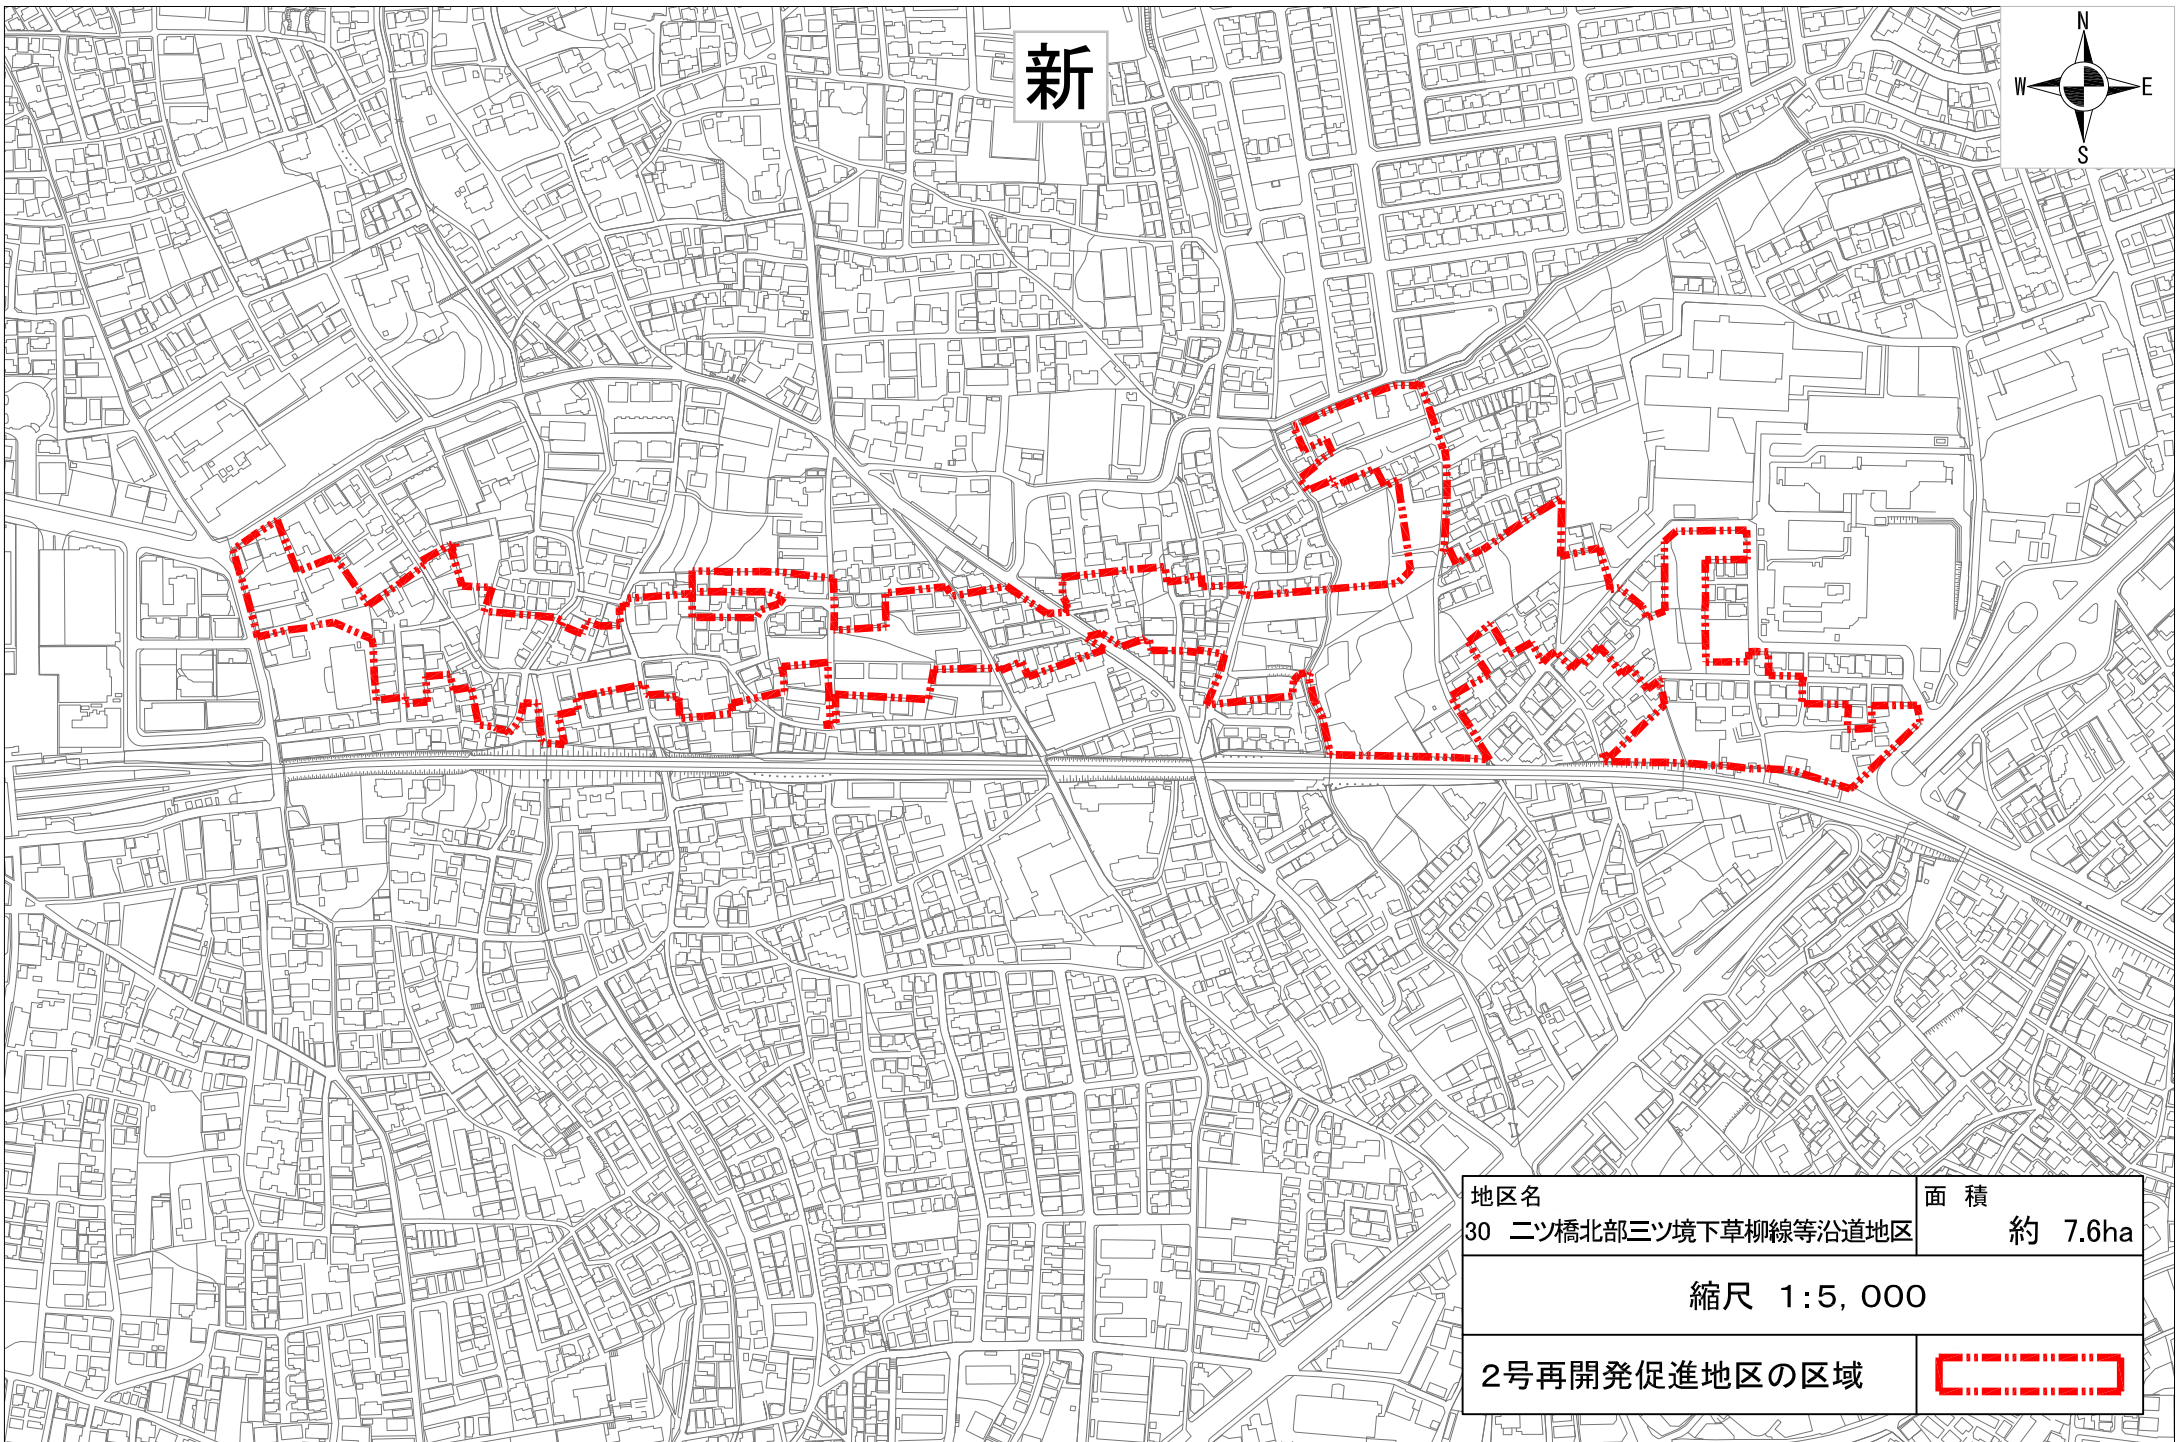 新
N
W E
S
地区名
30 二ツ橋北部三ツ境下草柳線等沿道地区
面 積
約 7.6ha
縮尺 1:5,000
2号再開発促進地区の区域